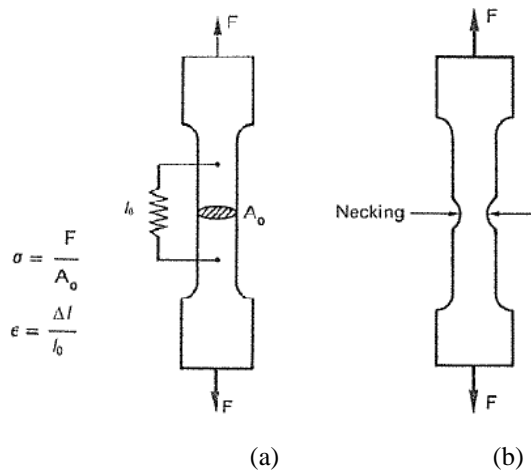 F
F
l₀
A₀
Necking
σ = F / A₀
ε = Δl / l₀
F
F
(a)
(b)